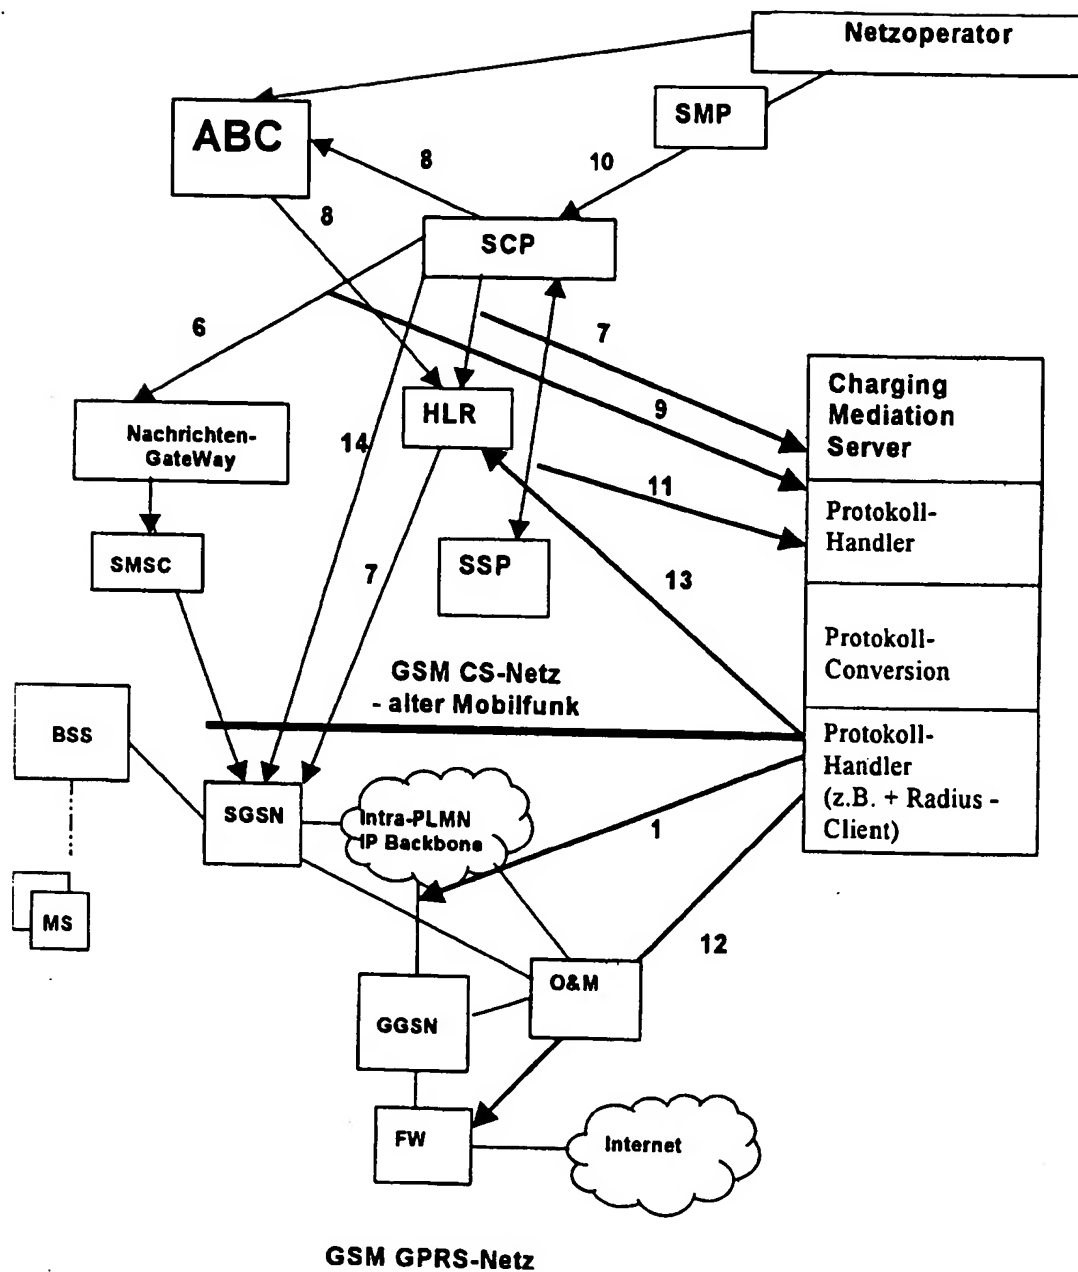 Netzoperator
ABC
SMP
8
10
8
SCP
6
7
Charging
Mediation
Server
9
HLR
Nachrichten-
GateWay
14
11
Protokoll-
Handler
SMSC
7
SSP
13
Protokoll-
Conversion
GSM CS-Netz
- alter Mobilfunk
BSS
Protokoll-
Handler
(z.B. + Radius -
Client)
SGSN
Intra-PLMN
IP Backbone
1
MS
12
O&M
GGSN
FW
Internet
GSM GPRS-Netz